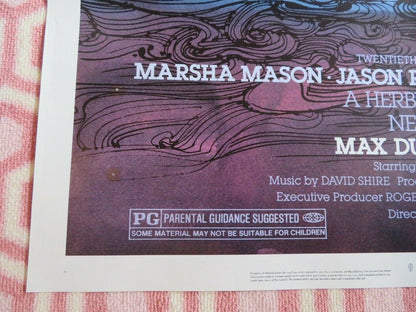 TWENTIETH
MARSHA MASON · JASON
A HERB
NE
MAX DU
Starring
Music by DAVID SHIRE Pro
Executive Producer ROGE
Direc
PG PARENTAL GUIDANCE SUGGESTED
SOME MATERIAL MAY NOT BE SUITABLE FOR CHILDREN